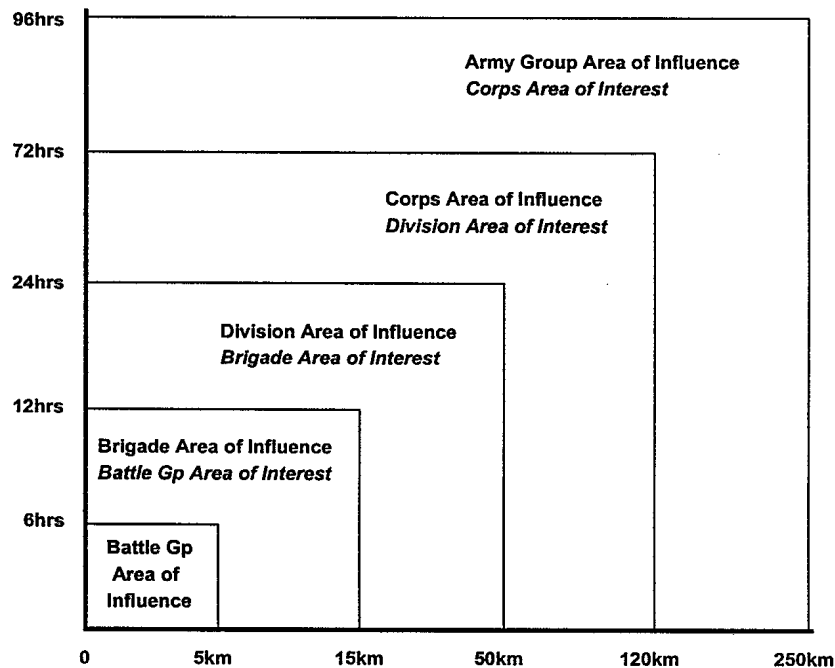 96hrs
Army Group Area of Influence
Corps Area of Interest
72hrs
Corps Area of Influence
Division Area of Interest
24hrs
Division Area of Influence
Brigade Area of Interest
12hrs
Brigade Area of Influence
Battle Gp Area of Interest
6hrs
Battle Gp
Area of
Influence
0 5km 15km 50km 120km 250km